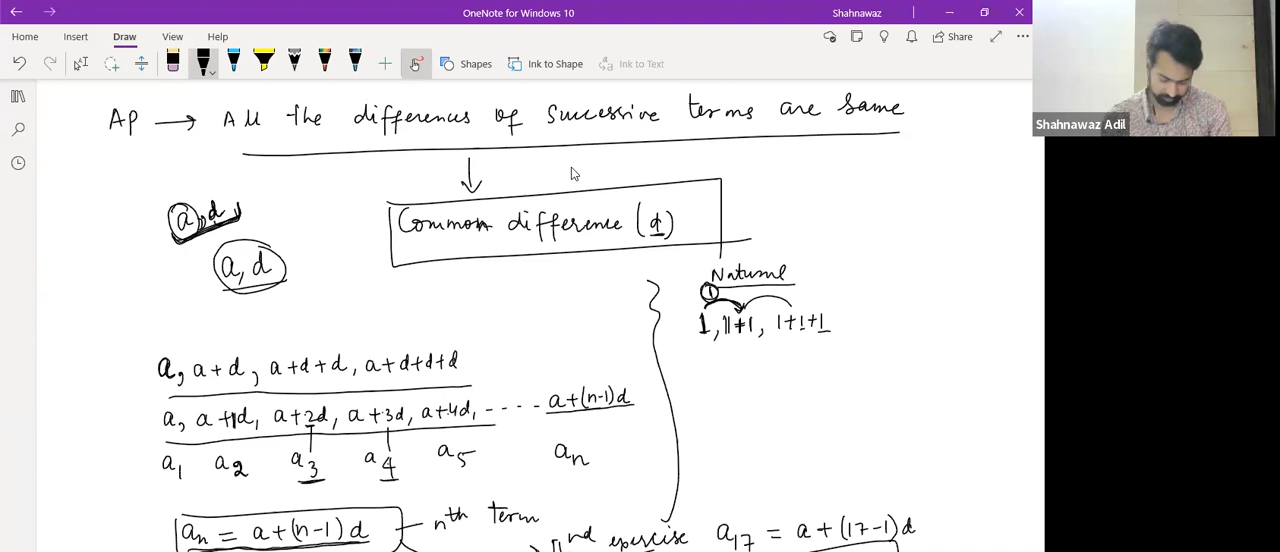 OneNote for Windows 10
Shahnawaz
Home Insert Draw View Help
Share
Shapes Ink to Shape Ink to Text
Shahnawaz Adil
AP → All the differences of successive terms are same
a, d
Common difference (d)
a, d
Natural
1
1, 1+1, 1+1+1
a, a+d, a+d+d, a+d+d+d
a, a+1d, a+2d, a+3d, a+4d, - - - - a+(n-1)d
a1 a2 a3 a4 a5 an
an = a+(n-1)d nth term
IInd exercise a17 = a+(17-1)d